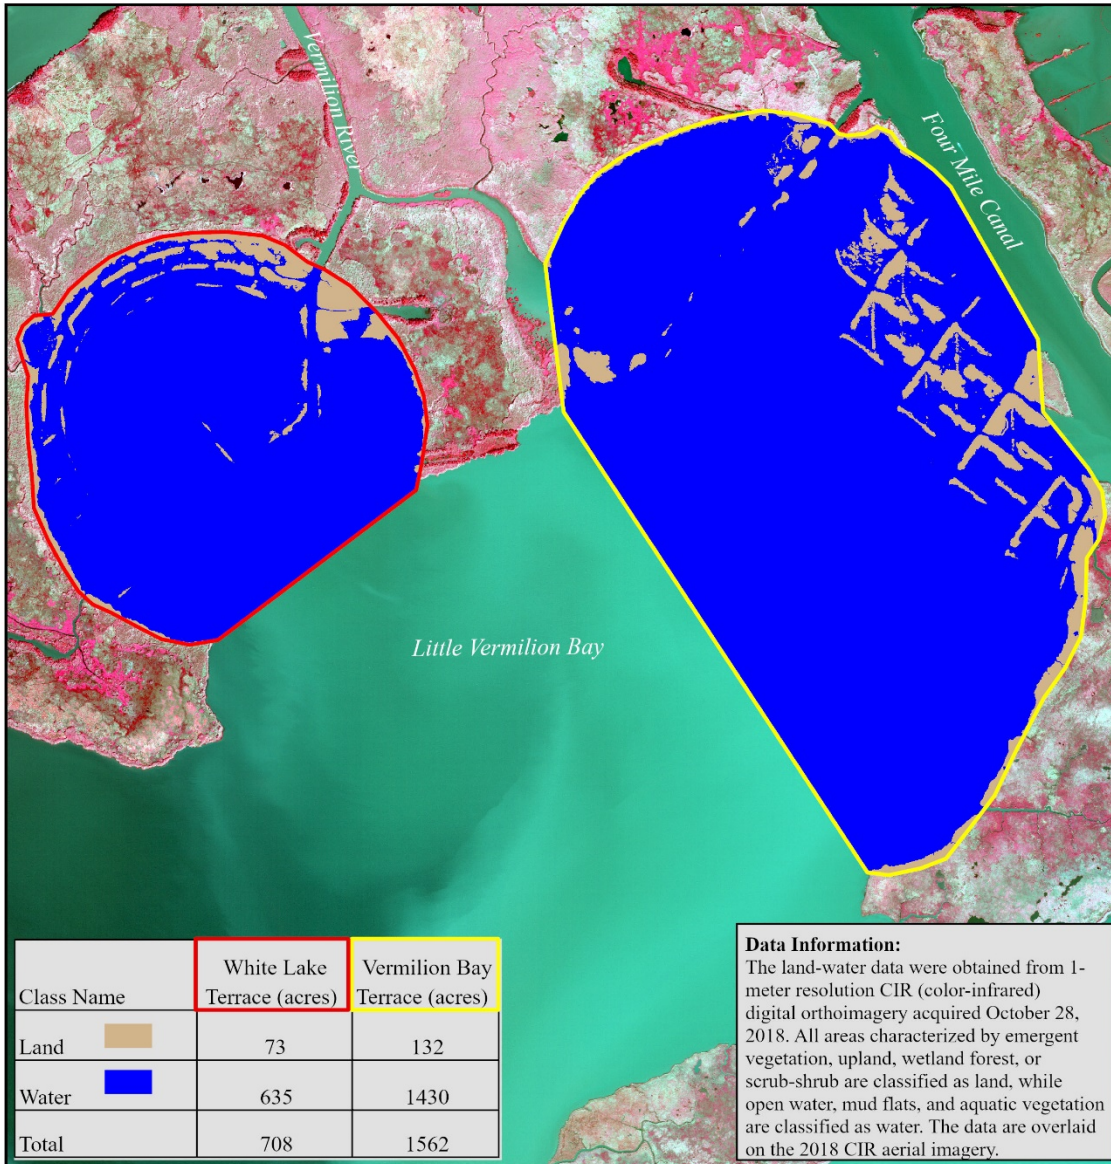 Vermilion River
Four Mile Canal
Little Vermilion Bay
Class Name
White Lake
Terrace (acres)
Vermilion Bay
Terrace (acres)
Land 73 132
Water 635 1430
Total 708 1562
Data Information:
The land-water data were obtained from 1-
meter resolution CIR (color-infrared)
digital orthoimagery acquired October 28,
2018. All areas characterized by emergent
vegetation, upland, wetland forest, or
scrub-shrub are classified as land, while
open water, mud flats, and aquatic vegetation
are classified as water. The data are overlaid
on the 2018 CIR aerial imagery.